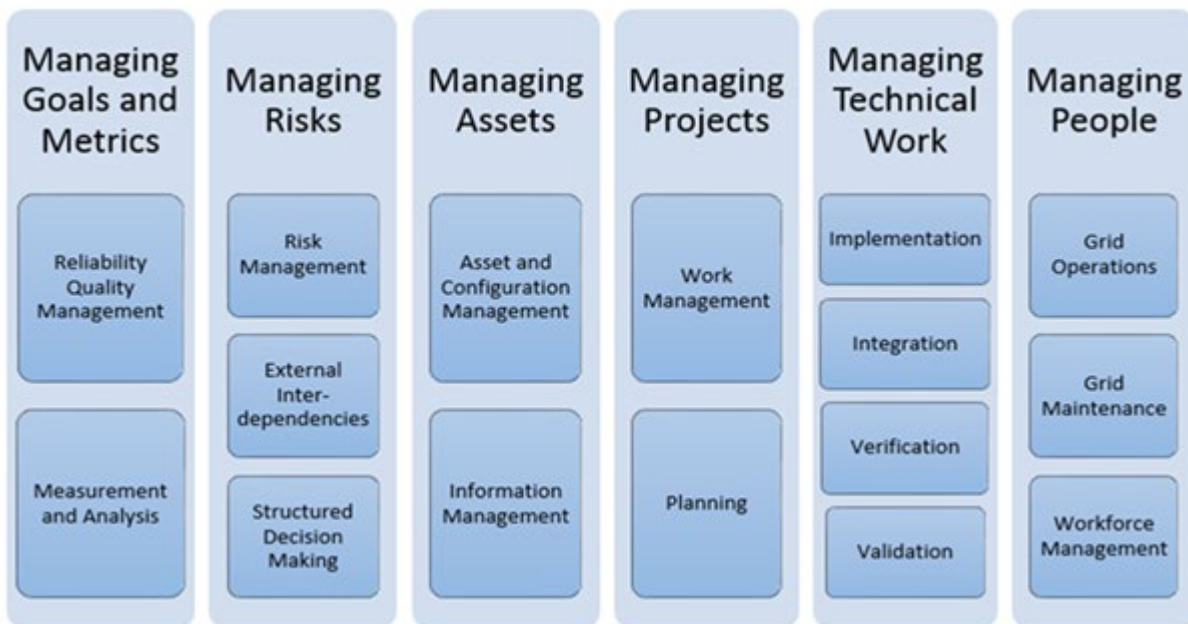 Managing
Goals and
Metrics
Reliability
Quality
Management
Measurement
and Analysis
Managing
Risks
Risk
Management
External
Inter-
dependencies
Structured
Decision
Making
Managing
Assets
Asset and
Configuration
Management
Information
Management
Managing
Projects
Work
Management
Planning
Managing
Technical
Work
Implementation
Integration
Verification
Validation
Managing
People
Grid
Operations
Grid
Maintenance
Workforce
Management